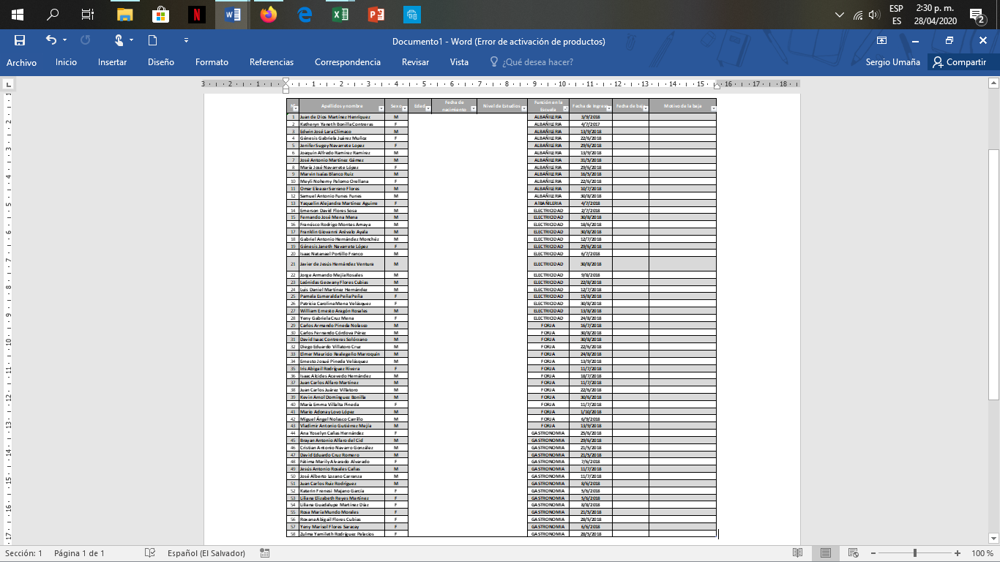 ESP 2:30 p. m.
ES 28/04/2020
2
Documento1 - Word (Error de activación de productos)
Archivo Inicio Insertar Diseño Formato Referencias Correspondencia Revisar Vista ¿Qué desea hacer? Sergio Umaña Compartir
3 2 1 1 2 3 4 5 6 7 8 9 10 11 12 13 14 15 16 17 18
Apellidos y nombre Sexo Edad Fecha de nacimiento Nivel de Estudios Función en la Escuela Fecha de Ingreso Fecha de baja Motivo de la baja
1 Juan de Dios Martínez Henríquez M ALBAÑILERIA 3/9/2018
2 Katheryn Yaneth Bonilla Contreras F ALBAÑILERIA 4/7/2017
3 Edwin José Lara Clímaco M ALBAÑILERIA 13/9/2018
4 Génesis Gabriela Juárez Muñoz F ALBAÑILERIA 22/6/2018
5 Jenifer Sugey Navarrete Lopez F ALBAÑILERIA 29/6/2018
6 Joaquín Alfredo Ramírez Ramírez M ALBAÑILERIA 13/9/2018
7 José Antonio Martínez Gámez M ALBAÑILERIA 31/5/2018
8 María José Navarrete López F ALBAÑILERIA 29/6/2018
9 Marvin Isaías Blanco Ruiz M ALBAÑILERIA 16/5/2018
10 Meyli Nohemy Palomo Orellana F ALBAÑILERIA 22/6/2018
11 Omar Eleazar Serrano Flores M ALBAÑILERIA 10/7/2018
12 Samuel Antonio Funes Funes M ALBAÑILERIA 30/8/2018
13 Yaquelin Alejandra Martínez Aguirre F AlBAÑILERIA 4/7/2018
14 Emerson David Flores Sosa M ELECTRICIDAD 2/7/2018
15 Fernando José Mena Mena M ELECTRICIDAD 30/8/2018
16 Francisco Rodrigo Montes Amaya M ELECTRICIDAD 18/6/2018
17 Franklin Giovanni Arévalo Ayala M ELECTRICIDAD 30/8/2018
18 Gabriel Antonio Hernández Monchéz M ELECTRICIDAD 12/7/2018
19 Génesis Janeth Navarrete López F ELECTRICIDAD 29/6/2018
20 Isaac Natanael Portillo Franco M ELECTRICIDAD 6/7/2018
21 Javier de Jesús Hernández Ventura M ELECTRICIDAD 30/8/2018
22 Jorge Armando Mejía Rosales M ELECTRICIDAD 9/8/2018
23 Leónidas Geovany Flores Cubias M ELECTRICIDAD 22/8/2018
24 Luis Daniel Martínez Hernández M ELECTRICIDAD 12/7/2018
25 Pamela Esmeralda Peña Peña F ELECTRICIDAD 15/8/2018
26 Patricia Carolina Mena Velásquez F ELECTRICIDAD 30/8/2018
27 William Ernesto Aragón Rosales M ELECTRICIDAD 13/8/2018
28 Yeny Gabriela Cruz Mena F ELECTRICIDAD 24/8/2018
29 Carlos Armando Pineda Nolasco M FORJA 16/7/2018
30 Carlos Fernando Córdova Pérez M FORJA 30/8/2018
31 David Isaac Contreras Solórzano M FORJA 30/8/2018
32 Diego Eduardo Villatoro Cruz M FORJA 22/6/2018
33 Elmer Mauricio Realegeño Marroquín M FORJA 24/8/2018
34 Ernesto Josué Pineda Velásquez M FORJA 13/9/2018
35 Iris Abigail Rodríguez Rivera F FORJA 11/7/2018
36 Isaac Alcides Acevedo Hernández M FORJA 18/7/2018
37 Juan Carlos Alfaro Martínez M FORJA 11/7/2018
38 Juan Carlos Juárez Villatoro M FORJA 22/6/2018
39 Kevin Arnol Domínguez Bonilla M FORJA 30/6/2018
40 María Emma Villalta Pineda F FORJA 11/7/2018
41 Mario Adonay Lovo López M FORJA 1/10/2018
42 Miguel Ángel Nolasco Carrillo M FORJA 6/9/2018
43 Vladimir Antonio Gutiérrez Mejía M FORJA 13/9/2018
44 Ana Yoselyn Cañas Hernández F GASTRONOMIA 25/6/2018
45 Brayan Antonio Alfaro del Cid M GASTRONOMIA 29/6/2018
46 Cristian Antonio Navarro González M GASTRONOMIA 21/5/2018
47 David Eduardo Cruz Romero M GASTRONOMIA 21/5/2018
48 Fátima Marily Alvarado Alvarado F GASTRONOMIA 7/6/2018
49 Jesús Antonio Rosales Cañas M GASTRONOMIA 11/7/2018
50 José Alberto Lozano Carranza M GASTRONOMIA 11/7/2018
51 Juan Carlos Ruiz Rodríguez M GASTRONOMIA 8/6/2018
52 Katerin Frenesi Majano García F GASTRONOMIA 5/6/2018
53 Liliana Elizabeth Reyes Martínez F GASTRONOMIA 5/6/2018
54 Liliana Guadalupe Martínez Díaz F GASTRONOMIA 8/8/2018
55 Rosa María Mundo Morales F GASTRONOMIA 21/5/2018
56 Roxana Abigail Flores Cubias F GASTRONOMIA 28/5/2018
57 Yeny Marisol Flores Saracay F GASTRONOMIA 6/6/2018
58 Zulma Yamileth Rodríguez Palacios F GASTRONOMIA 28/5/2018
Sección: 1 Página 1 de 1 Español (El Salvador) 100 %